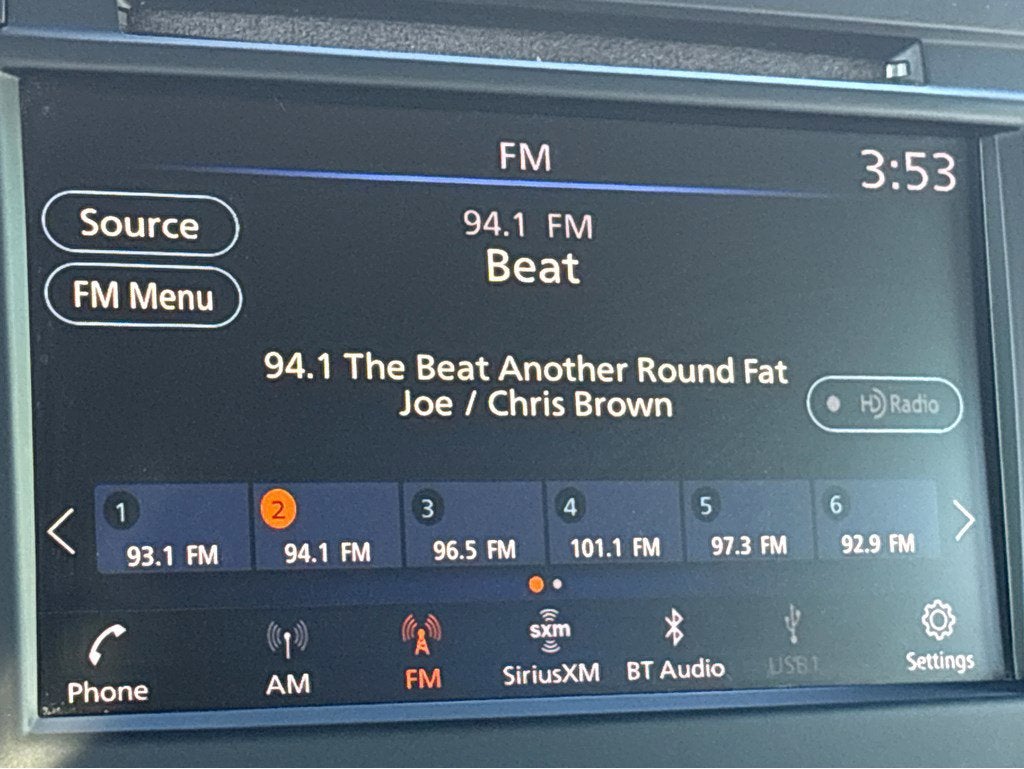 FM
3:53
Source
94.1 FM
Beat
FM Menu
94.1 The Beat Another Round Fat
Joe / Chris Brown
HD Radio
1 2 3 4 5 6
93.1 FM 94.1 FM 96.5 FM 101.1 FM 97.3 FM 92.9 FM
sxm
Phone AM FM SiriusXM BT Audio USB1 Settings